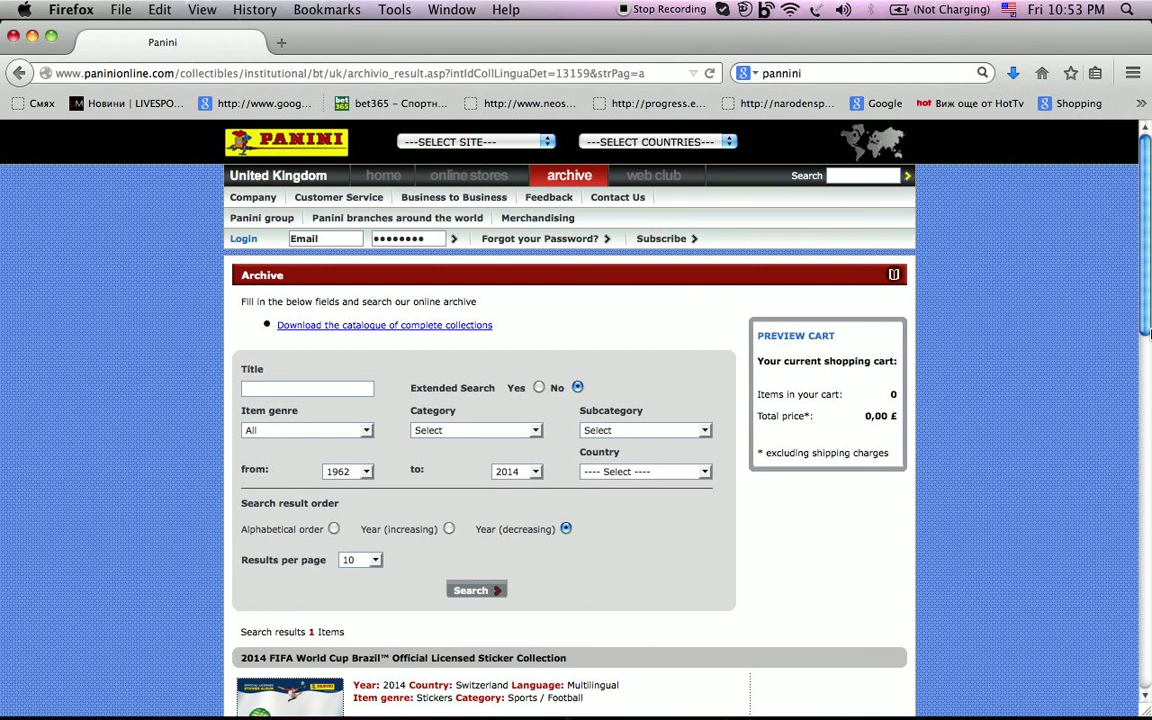 Firefox File Edit View History Bookmarks Tools Window Help Stop Recording (Not Charging) Fri 10:53 PM
Panini
www.paninionline.com/collectibles/institutional/bt/uk/archivio_result.asp?intIdCollLinguaDet=13159&strPag=a pannini
Смях Новини | LIVESPO... http://www.goog... bet365 — Спортн... http://www.neos... http://progress.e... http://narodensp... Google Виж още от HotTv Shopping
PANINI ---SELECT SITE--- ---SELECT COUNTRIES---
United Kingdom home online stores archive web club Search
Company Customer Service Business to Business Feedback Contact Us
Panini group Panini branches around the world Merchandising
Login Email •••••••• Forgot your Password? Subscribe
Archive
Fill in the below fields and search our online archive
• Download the catalogue of complete collections
PREVIEW CART
Your current shopping cart:
Items in your cart: 0
Total price*: 0,00 £
* excluding shipping charges
Title
Extended Search Yes No
Item genre Category Subcategory
All Select Select
Country
from: 1962 to: 2014 ---- Select ----
Search result order
Alphabetical order Year (increasing) Year (decreasing)
Results per page 10
Search
Search results 1 Items
2014 FIFA World Cup Brazil™ Official Licensed Sticker Collection
Year: 2014 Country: Switzerland Language: Multilingual
Item genre: Stickers Category: Sports / Football